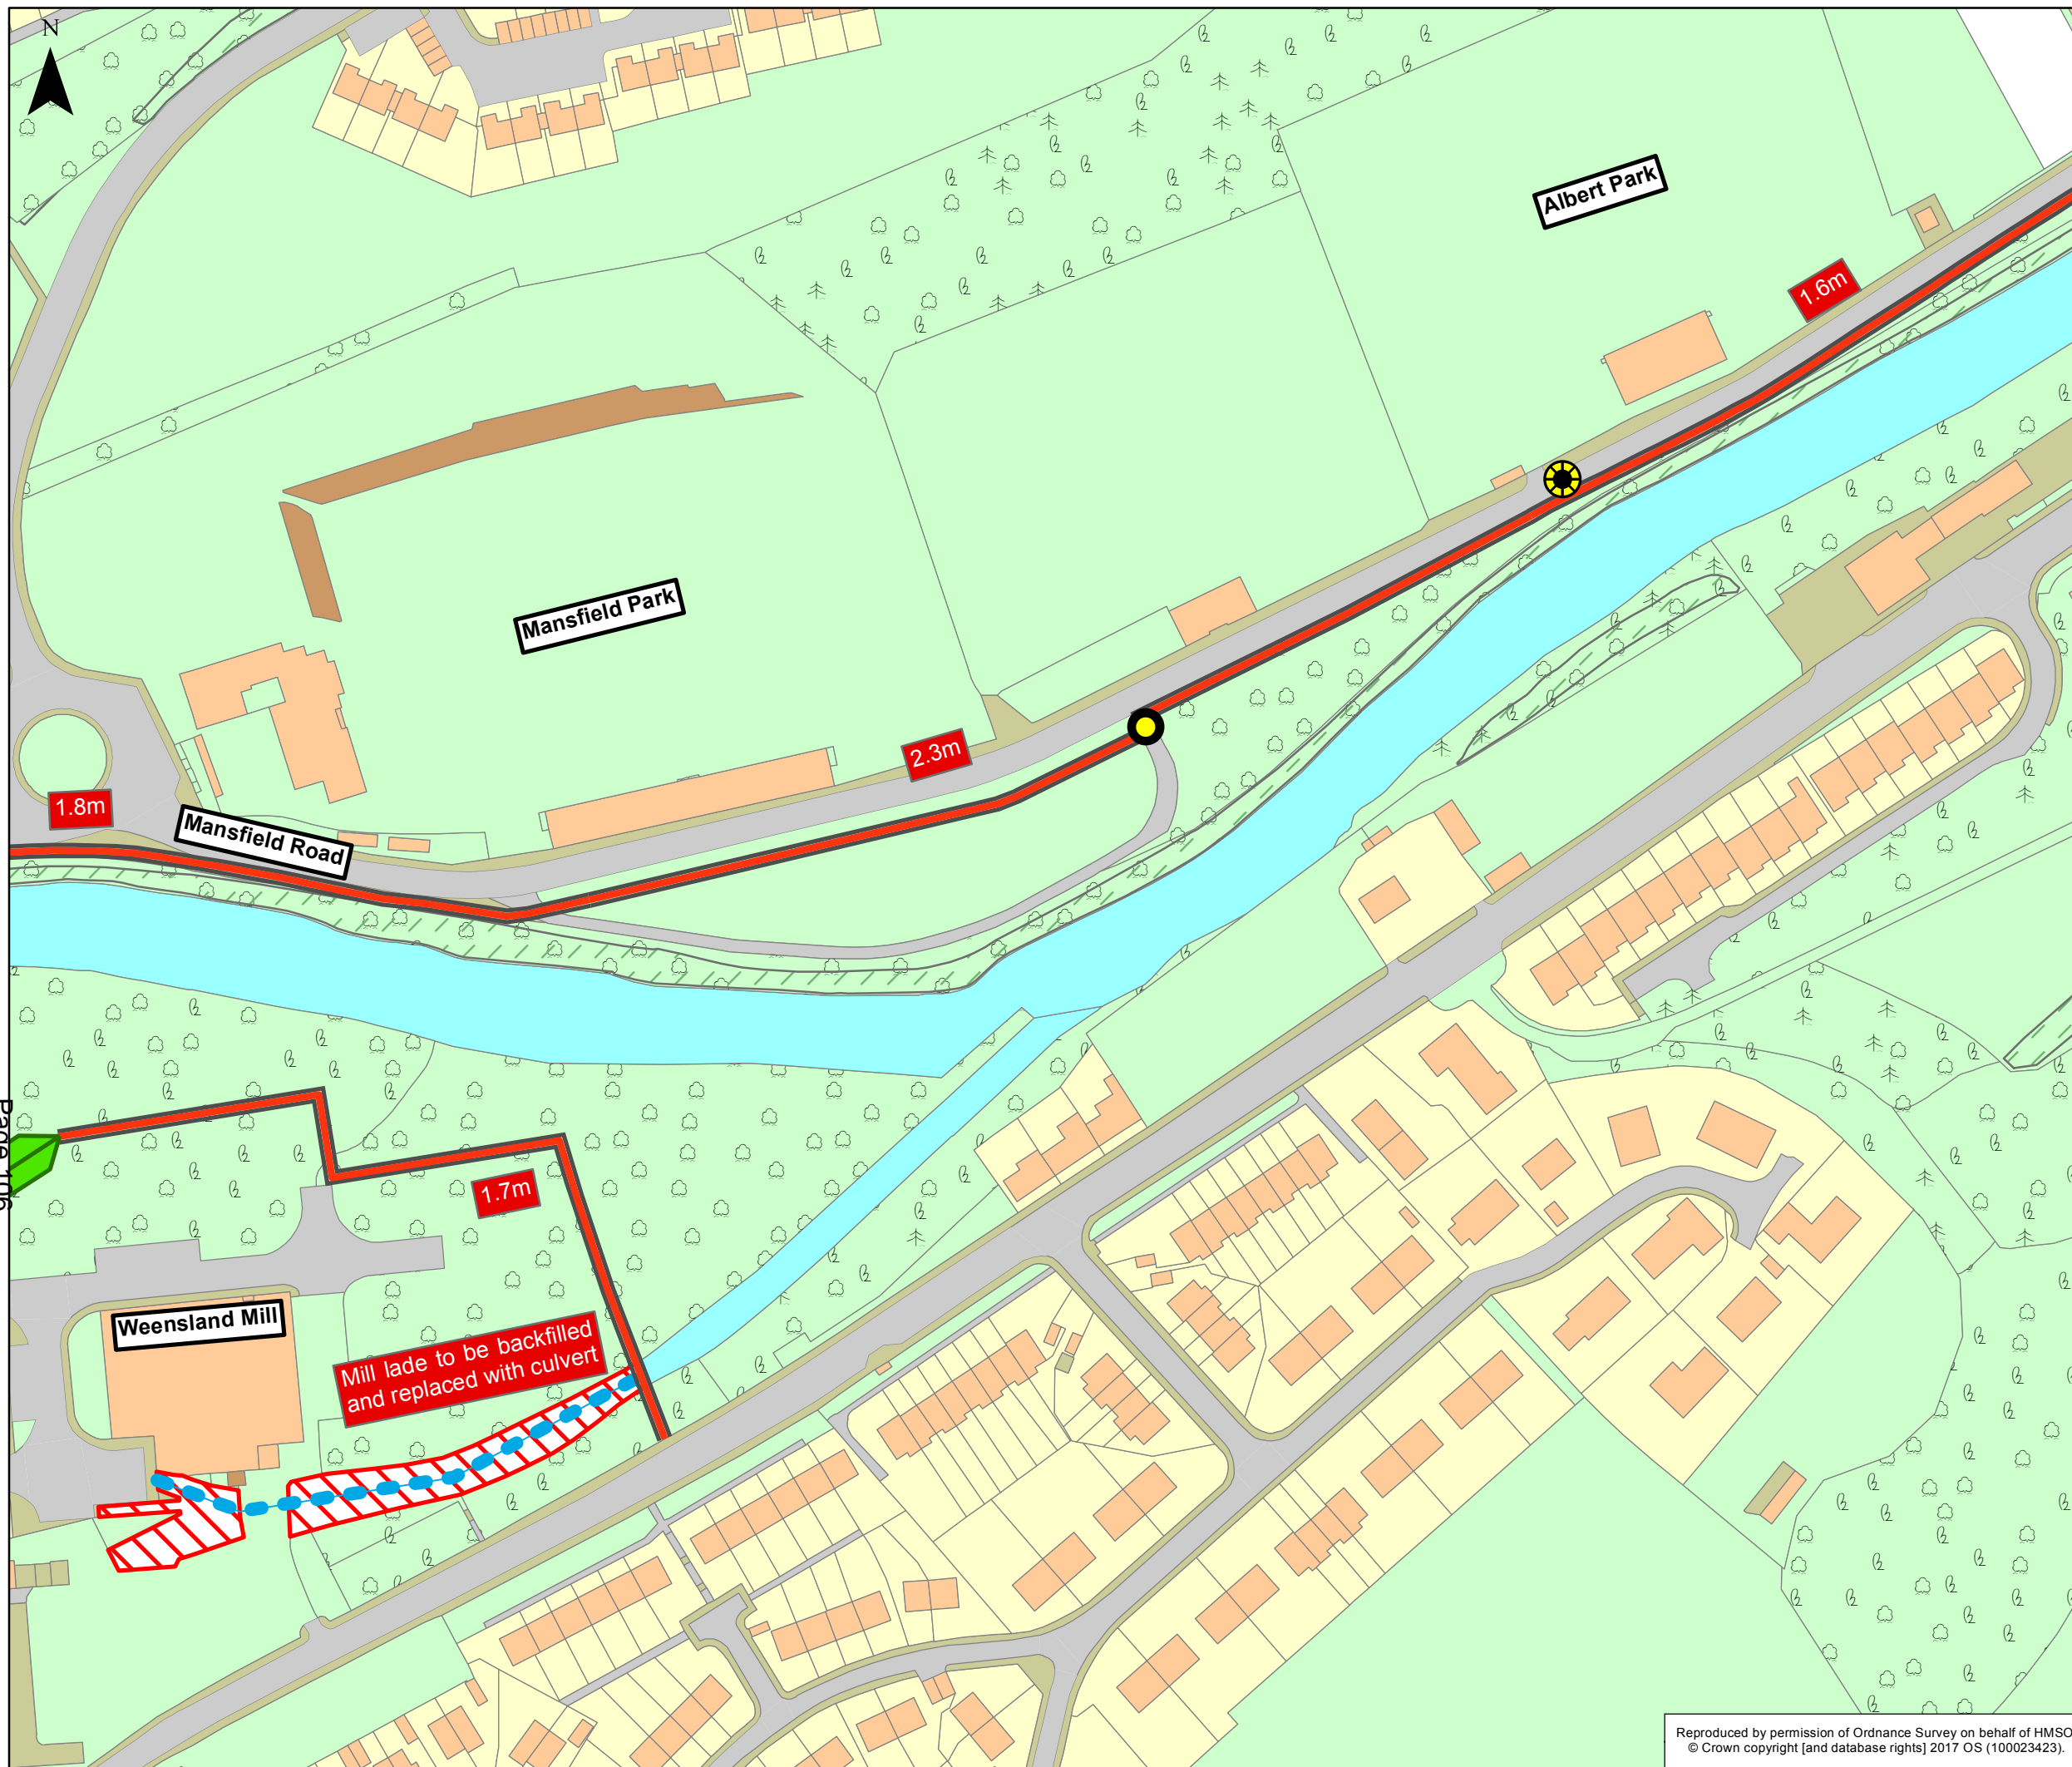 N
Albert Park
1.6m
Mansfield Park
2.3m
1.8m
Mansfield Road
1.7m
Page 106
Weensland Mill
Mill lade to be backfilled
and replaced with culvert
Reproduced by permission of Ordnance Survey on behalf of HMSO
© Crown copyright [and database rights] 2017 OS (100023423).